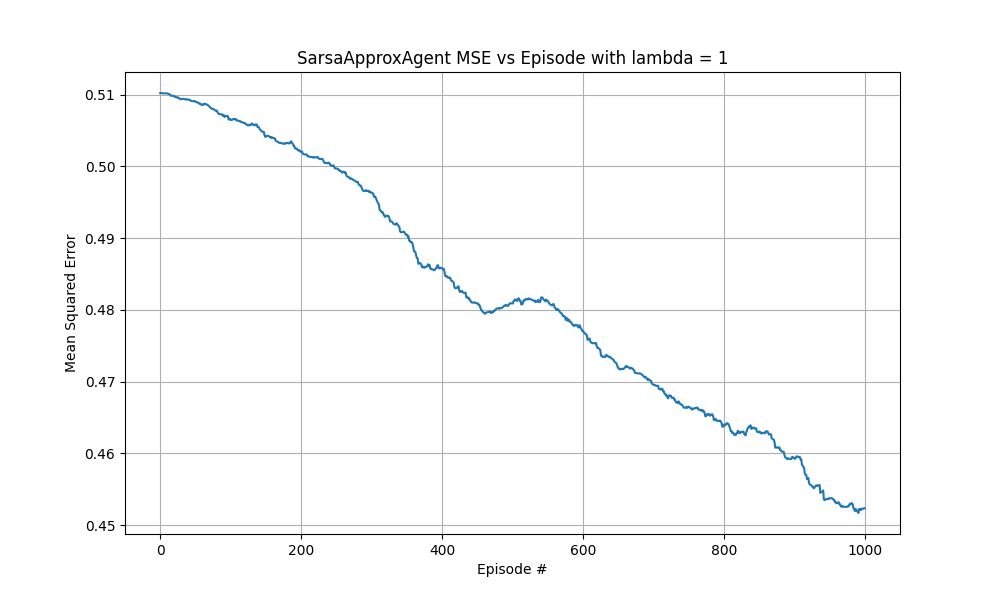 SarsaApproxAgent MSE vs Episode with lambda = 1
Mean Squared Error
0.51
0.50
0.49
0.48
0.47
0.46
0.45
0 200 400 600 800 1000
Episode #